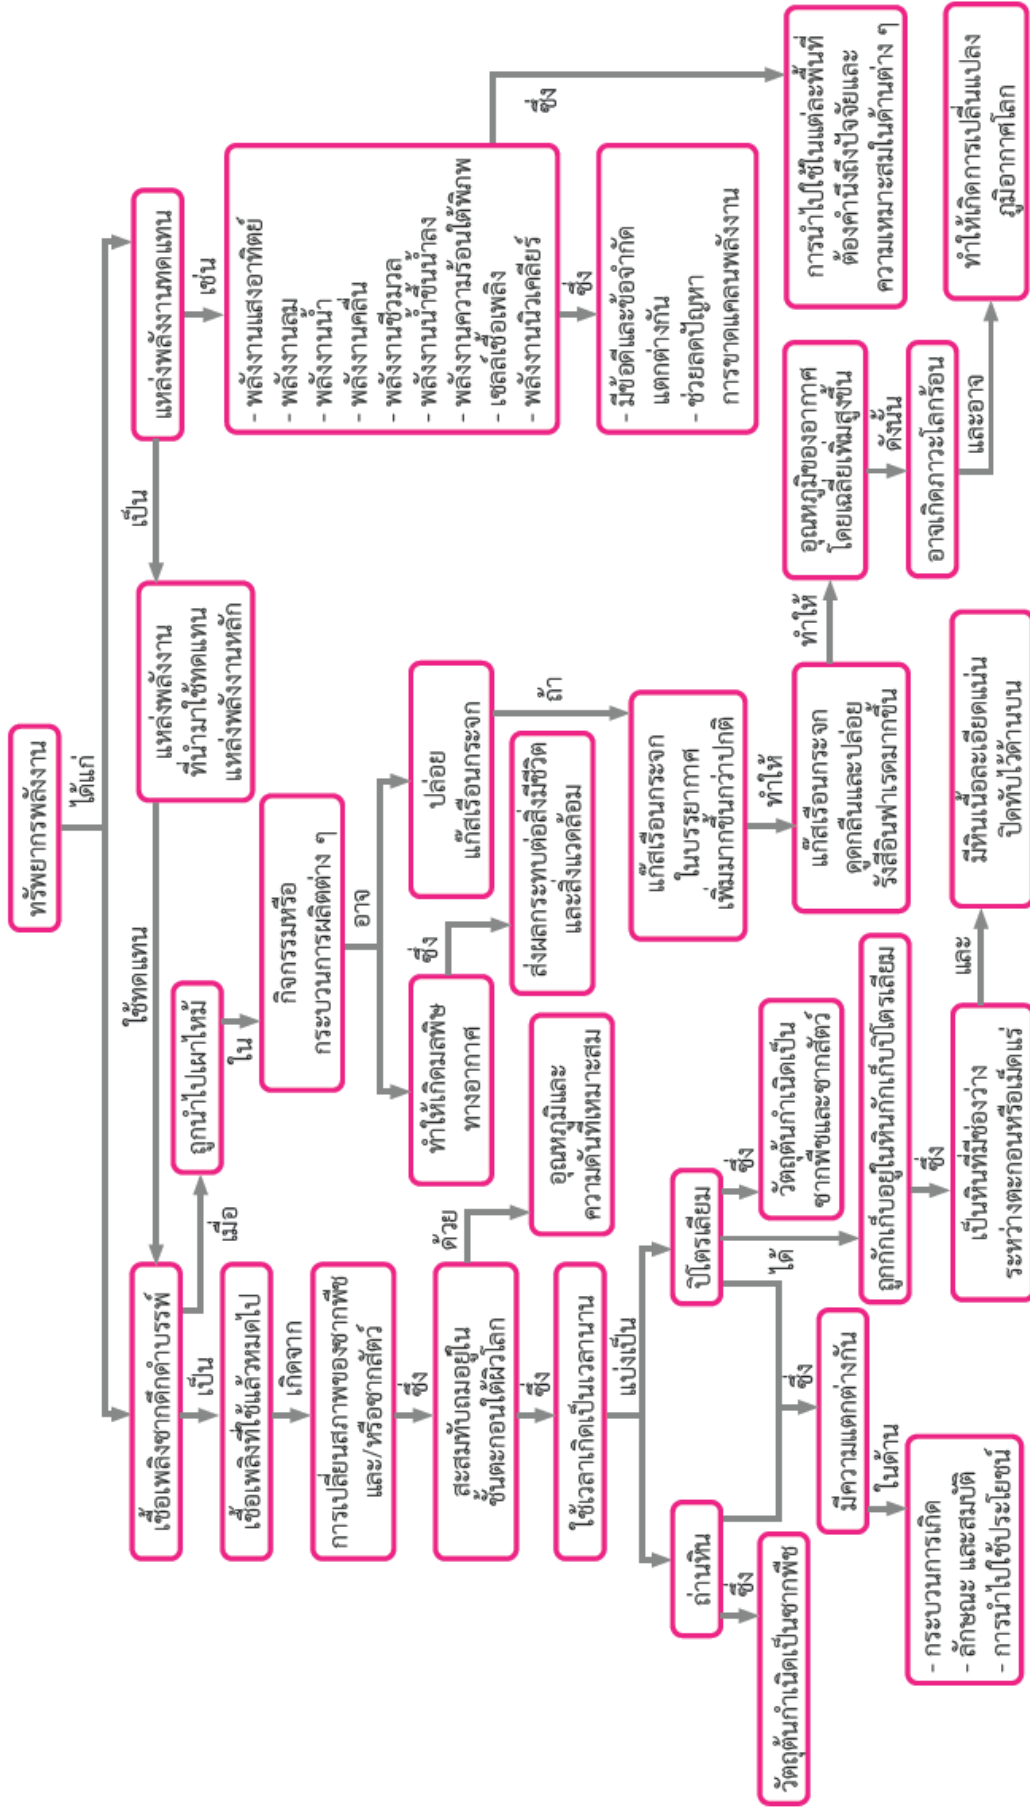 ทรัพยากรพลังงาน
ได้แก่
เชื้อเพลิงซากดึกดำบรรพ์
ใช้ทดแทน
แหล่งพลังงาน
ที่นำมาใช้ทดแทน
แหล่งพลังงานหลัก
เป็น
แหล่งพลังงานทดแทน
เป็น
เมื่อ
ถูกนำไปเผาไหม้
เช่น
เชื้อเพลิงที่ใช้แล้วหมดไป
ใน
กิจกรรมหรือ
กระบวนการผลิตต่าง ๆ
- พลังงานแสงอาทิตย์
- พลังงานลม
- พลังงานน้ำ
- พลังงานคลื่น
- พลังงานชีวมวล
- พลังงานน้ำขึ้นน้ำลง
- พลังงานความร้อนใต้พิภพ
- เซลล์เชื้อเพลิง
- พลังงานนิวเคลียร์
เกิดจาก
การเปลี่ยนสภาพของซากพืช
และ/หรือซากสัตว์
อาจ
ซึ่ง
สะสมทับถมอยู่ใน
ชั้นตะกอนใต้ผิวโลก
ทำให้เกิดมลพิษ
ทางอากาศ
ปล่อย
แก๊สเรือนกระจก
ด้วย
ซึ่ง
ถ้า
ซึ่ง
ซึ่ง
ซึ่ง
อุณหภูมิและ
ความดันที่เหมาะสม
ส่งผลกระทบต่อสิ่งมีชีวิต
และสิ่งแวดล้อม
ใช้เวลาเกิดเป็นเวลานาน
- มีข้อดีและข้อจำกัด
แตกต่างกัน
- ช่วยลดปัญหา
การขาดแคลนพลังงาน
แบ่งเป็น
แก๊สเรือนกระจก
ในบรรยากาศ
เพิ่มมากขึ้นกว่าปกติ
ถ่านหิน
ปิโตรเลียม
ซึ่ง
ซึ่ง
ทำให้
วัตถุต้นกำเนิดเป็นซากพืช
ได้
วัตถุต้นกำเนิดเป็น
ซากพืชและซากสัตว์
แก๊สเรือนกระจก
ดูดกลืนและปล่อย
รังสีอินฟาเรดมากขึ้น
ทำให้
อุณหภูมิของอากาศ
โดยเฉลี่ยเพิ่มสูงขึ้น
การนำไปใช้ในแต่ละพื้นที่
ต้องคำนึงถึงปัจจัยและ
ความเหมาะสมในด้านต่าง ๆ
ซึ่ง
มีความแตกต่างกัน
ถูกกักเก็บอยู่ในหินกักเก็บปิโตรเลียม
ดังนั้น
ในด้าน
ซึ่ง
อาจเกิดภาวะโลกร้อน
- กระบวนการเกิด
- ลักษณะ และสมบัติ
- การนำไปใช้ประโยชน์
เป็นหินที่มีช่องว่าง
ระหว่างตะกอนหรือเม็ดแร่
และ
มีหินเนื้อละเอียดแน่น
ปิดทับไว้ด้านบน
และอาจ
ทำให้เกิดการเปลี่ยนแปลง
ภูมิอากาศโลก